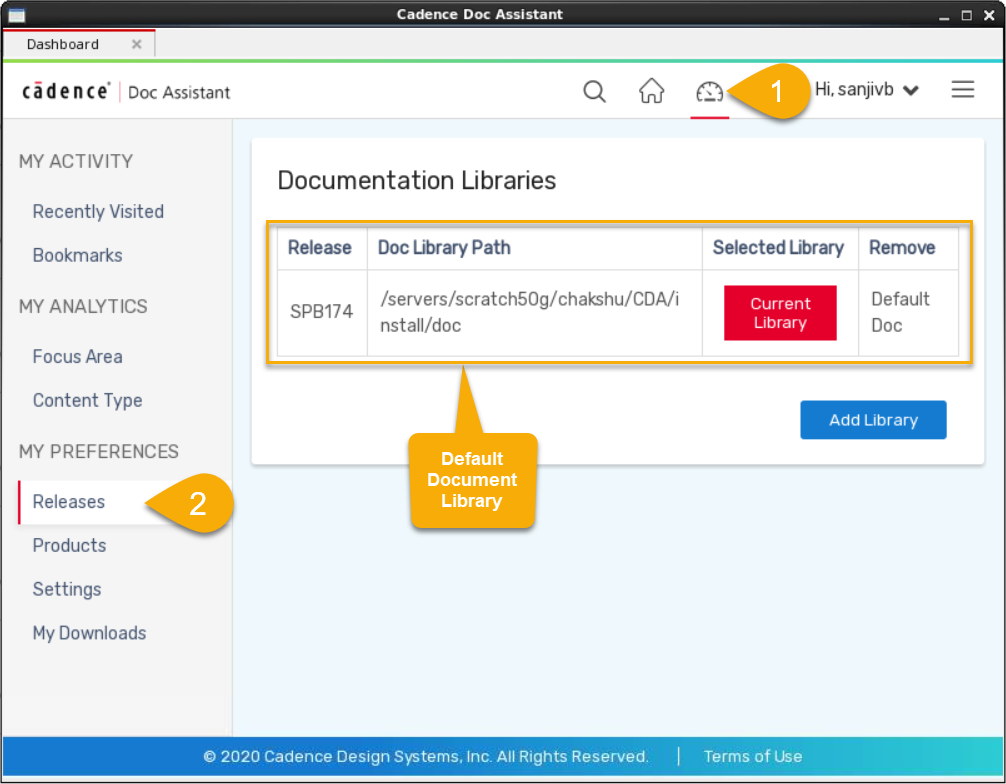 Cadence Doc Assistant
Dashboard
cādence® Doc Assistant
1
Hi, sanjivb
MY ACTIVITY
Recently Visited
Bookmarks
MY ANALYTICS
Focus Area
Content Type
MY PREFERENCES
Releases
2
Products
Settings
My Downloads
Documentation Libraries
Release Doc Library Path Selected Library Remove
SPB174
/servers/scratch50g/chakshu/CDA/i
nstall/doc
Current
Library
Default
Doc
Add Library
Default
Document
Library
© 2020 Cadence Design Systems, Inc. All Rights Reserved. | Terms of Use